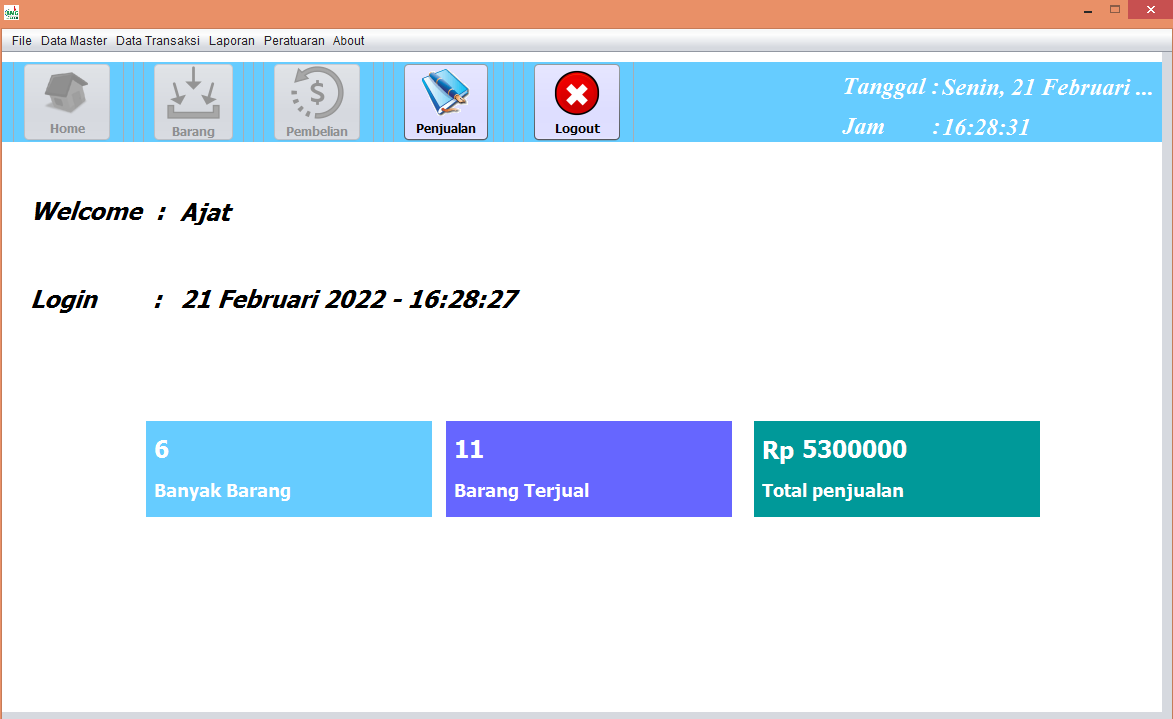 File Data Master Data Transaksi Laporan Peratuaran About
Home Barang Pembelian Penjualan Logout
Tanggal : Senin, 21 Februari ...
Jam : 16:28:31
Welcome : Ajat
Login : 21 Februari 2022 - 16:28:27
6
Banyak Barang
11
Barang Terjual
Rp 5300000
Total penjualan